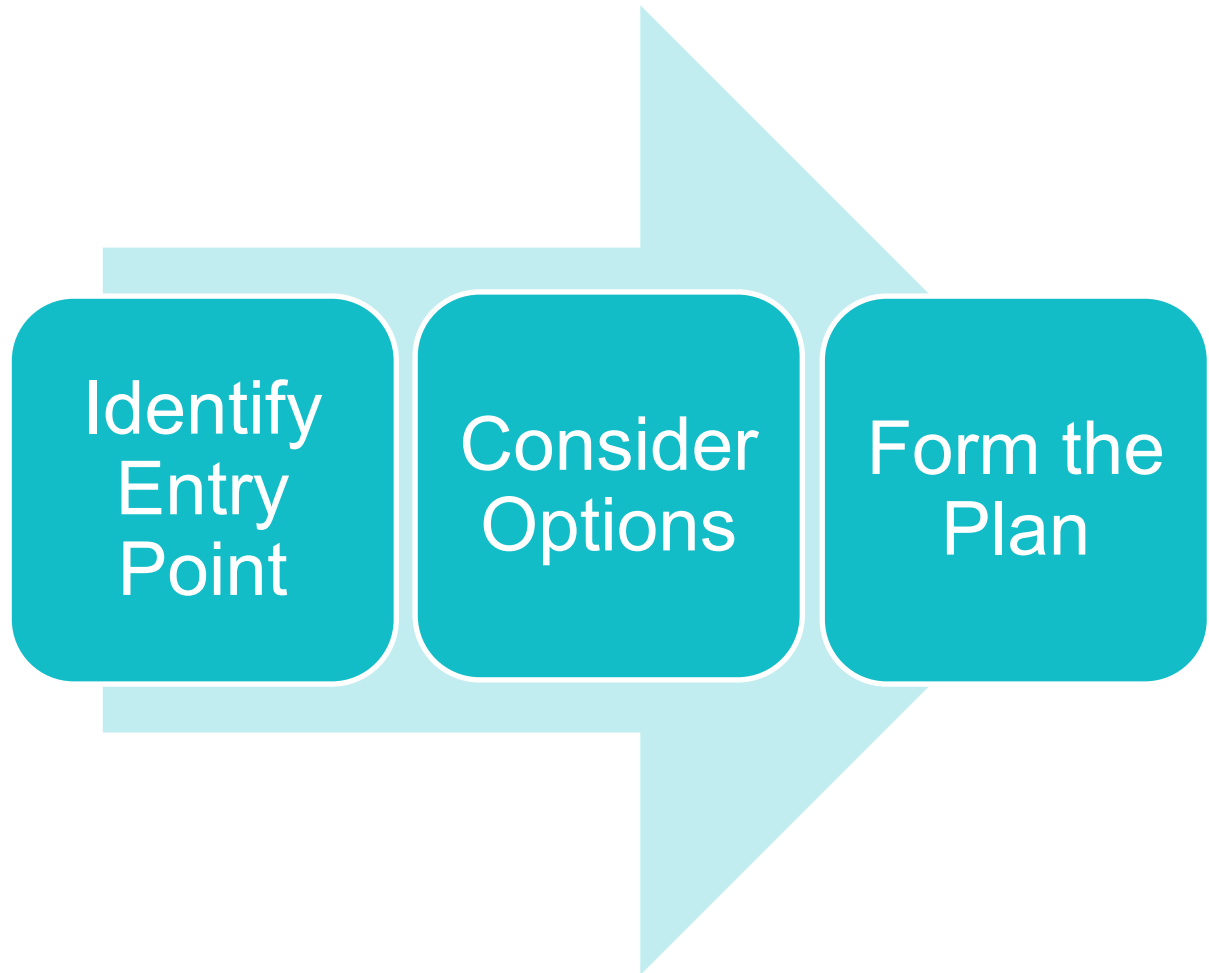 Identify
Entry
Point
Consider
Options
Form the
Plan